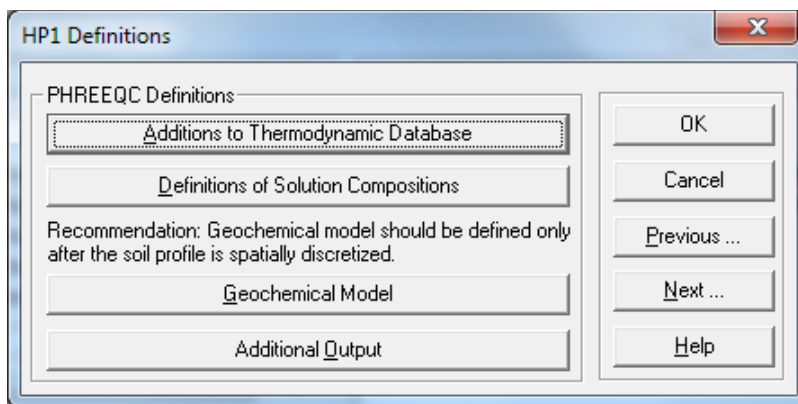 HP1 Definitions
PHREEQC Definitions
Additions to Thermodynamic Database
Definitions of Solution Compositions
Recommendation: Geochemical model should be defined only
after the soil profile is spatially discretized.
Geochemical Model
Additional Output
OK
Cancel
Previous ...
Next ...
Help